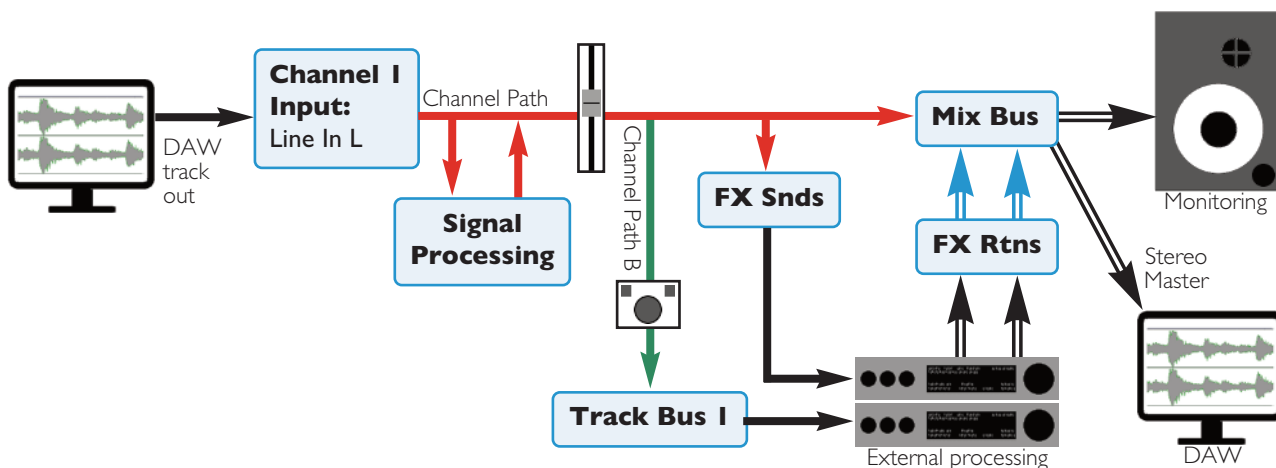 Channel 1
Input:
Line In L
DAW
track
out
Channel Path
Signal
Processing
Channel Path B
Track Bus 1
FX Snds
Mix Bus
FX Rtns
External processing
Monitoring
Stereo
Master
DAW